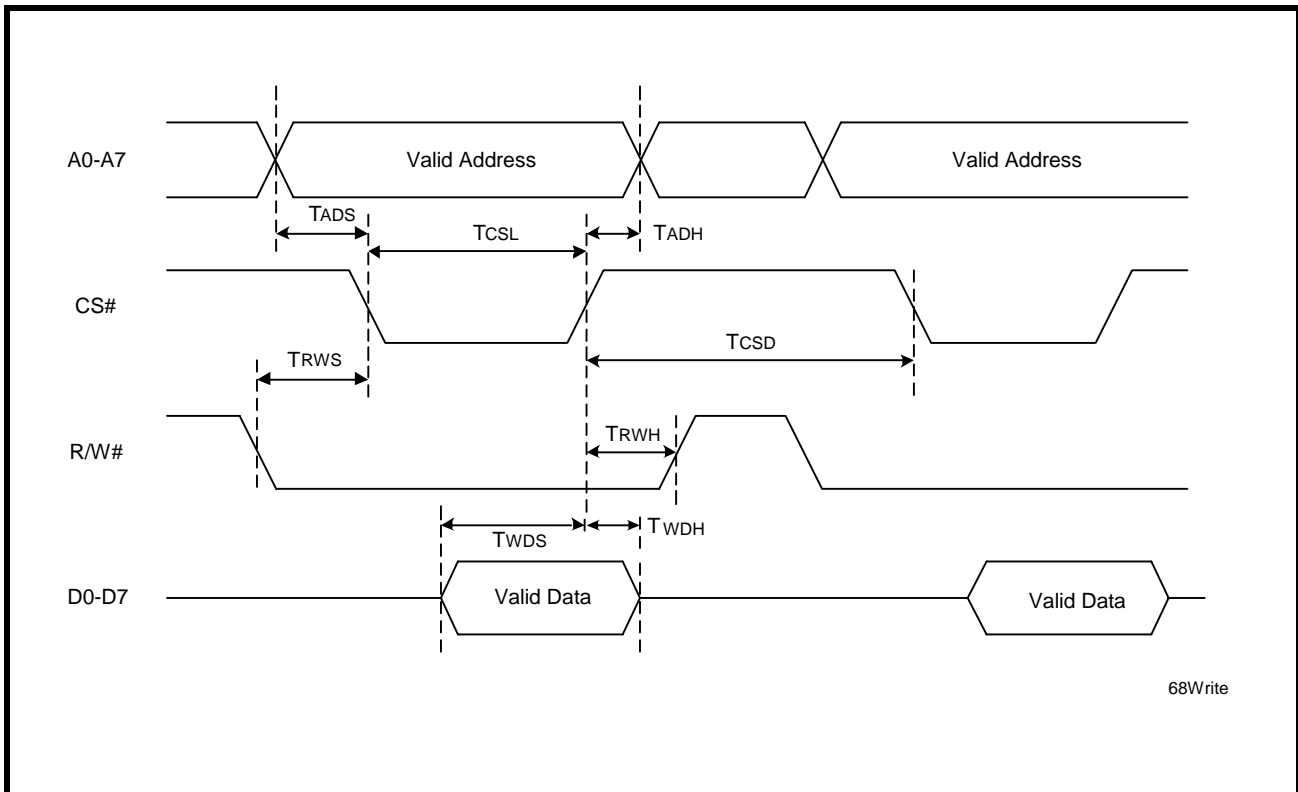 A0-A7
Valid Address
Valid Address
TADS
TCSL
TADH
CS#
TCSD
TRWS
R/W#
TRWH
TWDS
TWDH
D0-D7
Valid Data
Valid Data
68Write